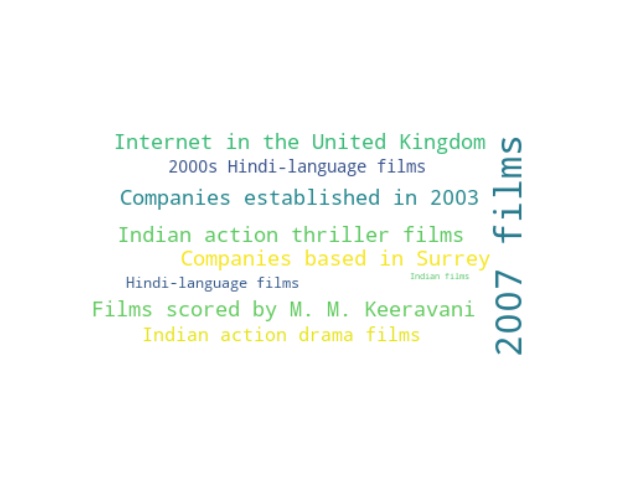 Internet in the United Kingdom
2000s Hindi-language films
Companies established in 2003
Indian action thriller films
Companies based in Surrey
Indian films
Hindi-language films
Films scored by M. M. Keeravani
Indian action drama films
2007 films